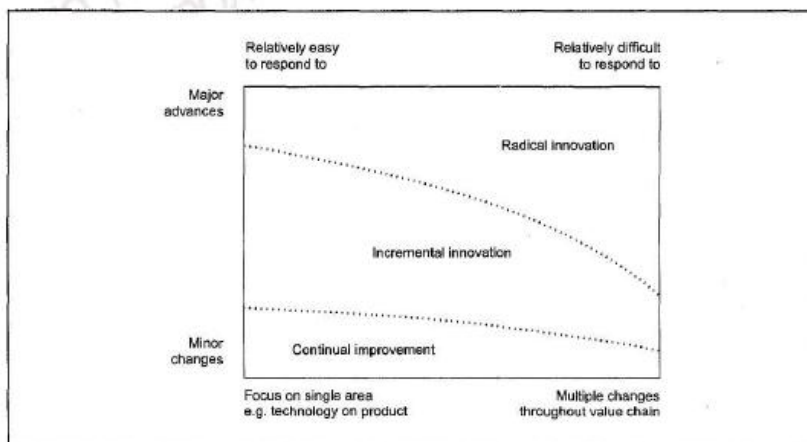 Relatively easy
to respond to
Relatively difficult
to respond to
Major
advances
Radical innovation
Incremental innovation
Minor
changes
Continual improvement
Focus on single area
e.g. technology on product
Multiple changes
throughout value chain